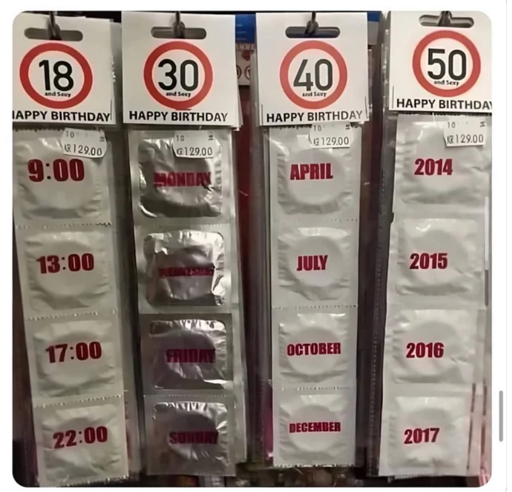 18
and Sexy
HAPPY BIRTHDAY
129.00
9:00
13:00
17:00
22:00
30
and Sexy
HAPPY BIRTHDAY
129.00
MONDAY
WEDNESDAY
FRIDAY
SUNDAY
40
and Sexy
HAPPY BIRTHDAY
129.00
APRIL
JULY
OCTOBER
DECEMBER
50
and Sexy
HAPPY BIRTHDAY
129.00
2014
2015
2016
2017